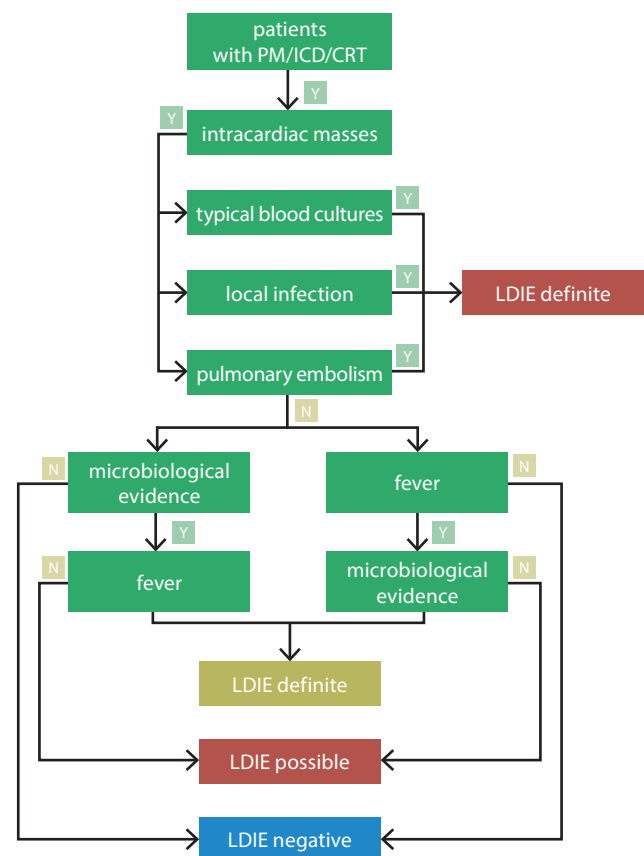 patients
with PM/ICD/CRT
Y
Y
intracardiac masses
typical blood cultures
Y
local infection
Y
LDIE definite
pulmonary embolism
Y
N
N
microbiological
evidence
fever
N
Y
Y
N
fever
microbiological
evidence
N
LDIE definite
LDIE possible
LDIE negative